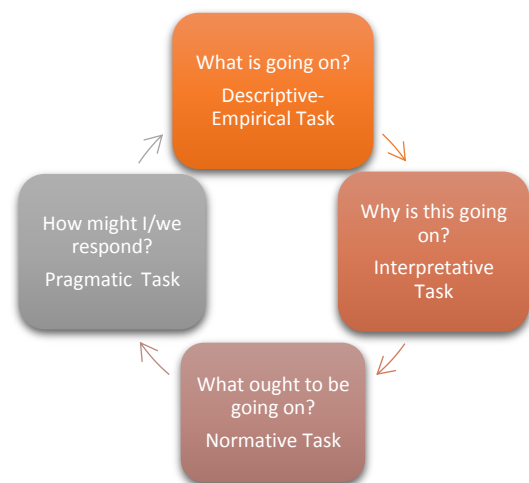 What is going on?
Descriptive-
Empirical Task
Why is this going
on?
Interpretative
Task
What ought to be
going on?
Normative Task
How might I/we
respond?
Pragmatic Task